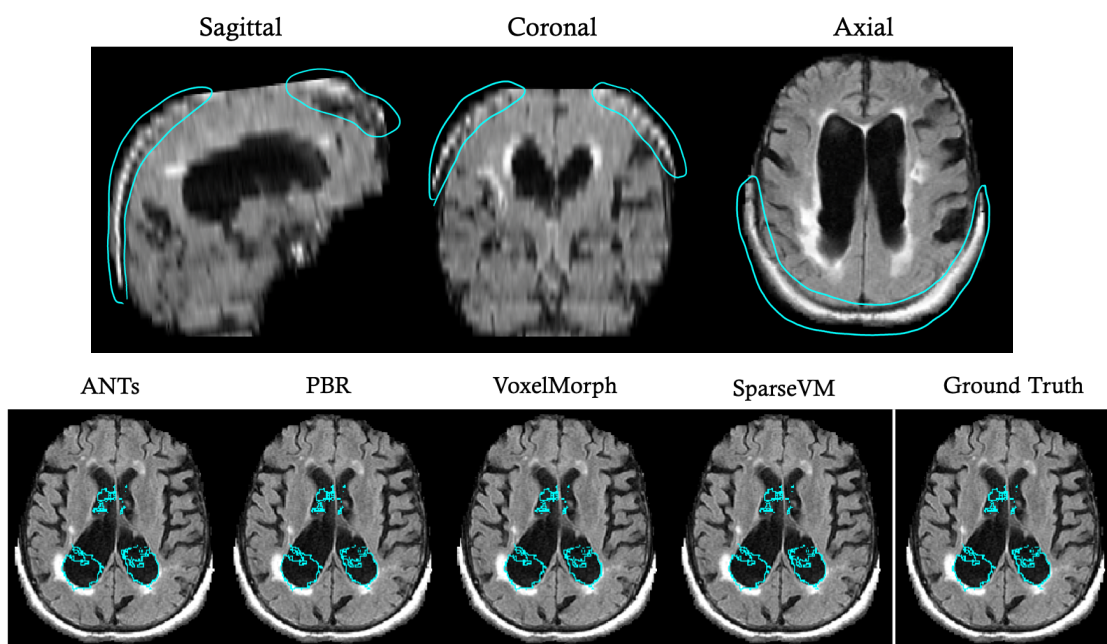 Sagittal
Coronal
Axial
ANTs
PBR
VoxelMorph
SparseVM
Ground Truth